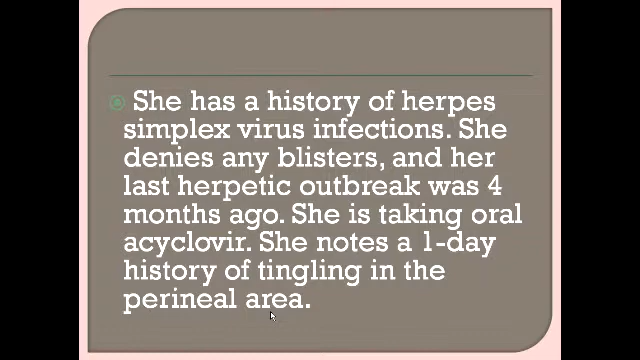 She has a history of herpes
simplex virus infections. She
denies any blisters, and her
last herpetic outbreak was 4
months ago. She is taking oral
acyclovir. She notes a 1-day
history of tingling in the
perineal area.